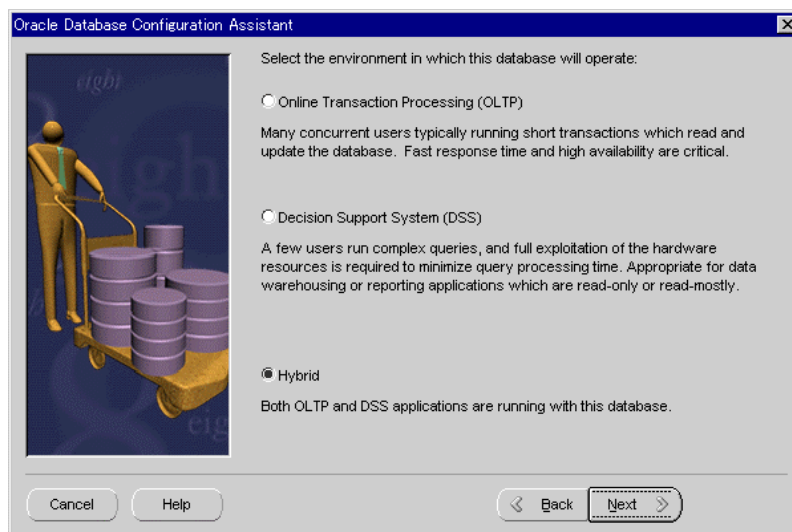 Oracle Database Configuration Assistant
Select the environment in which this database will operate:
Online Transaction Processing (OLTP)
Many concurrent users typically running short transactions which read and
update the database. Fast response time and high availability are critical.
Decision Support System (DSS)
A few users run complex queries, and full exploitation of the hardware
resources is required to minimize query processing time. Appropriate for data
warehousing or reporting applications which are read-only or read-mostly.
Hybrid
Both OLTP and DSS applications are running with this database.
eight
eight
8
eig
Cancel
Help
Back
Next